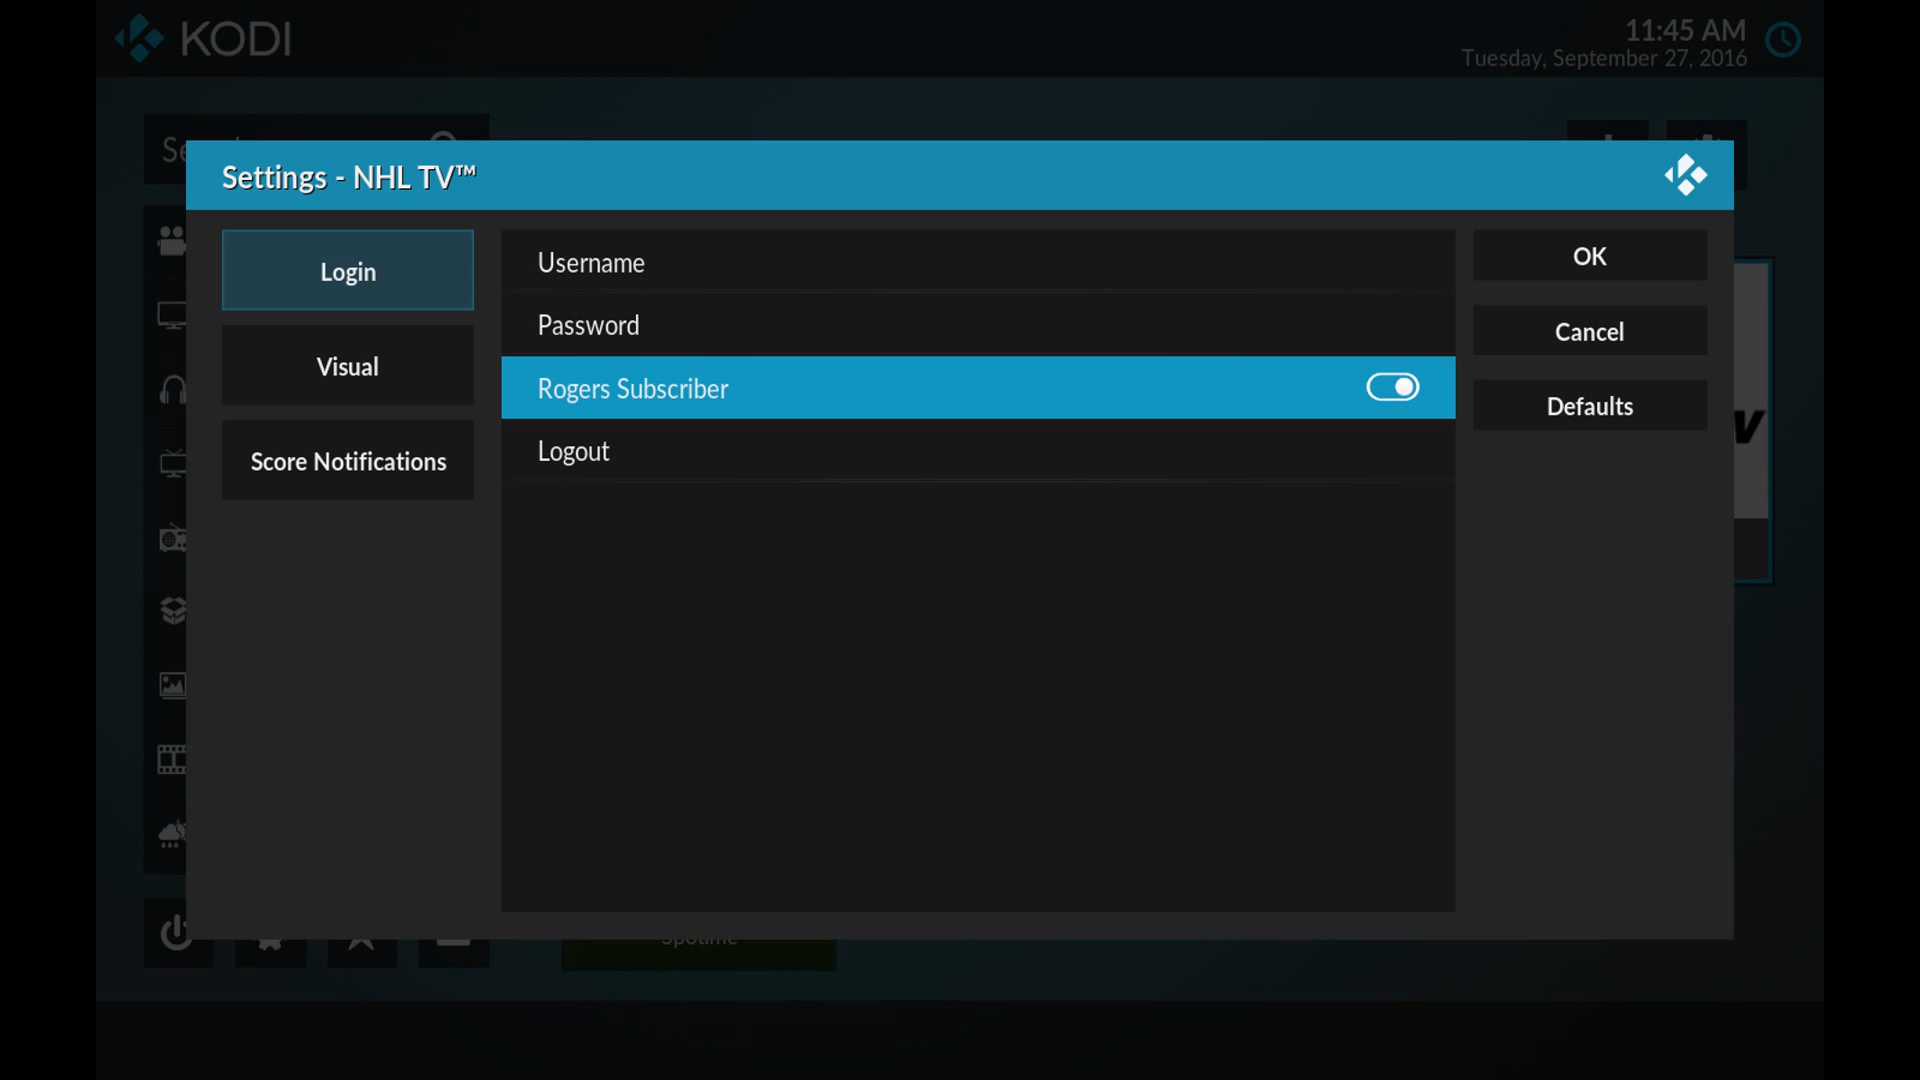 KODI
11:45 AM
Tuesday, September 27, 2016
Settings - NHL TV™
Login
Visual
Score Notifications
Username
Password
Rogers Subscriber
Logout
OK
Cancel
Defaults